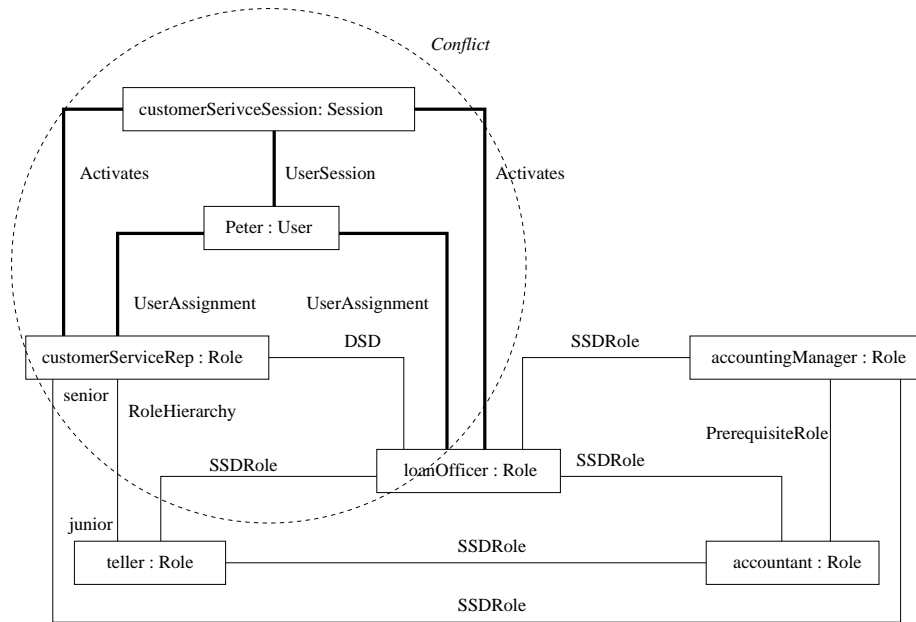 Conflict
customerSerivceSession: Session
Activates
UserSession
Activates
Peter : User
UserAssignment
UserAssignment
DSD
SSDRole
customerServiceRep : Role
accountingManager : Role
senior
RoleHierarchy
PrerequisiteRole
SSDRole
loanOfficer : Role
SSDRole
junior
teller : Role
SSDRole
accountant : Role
SSDRole